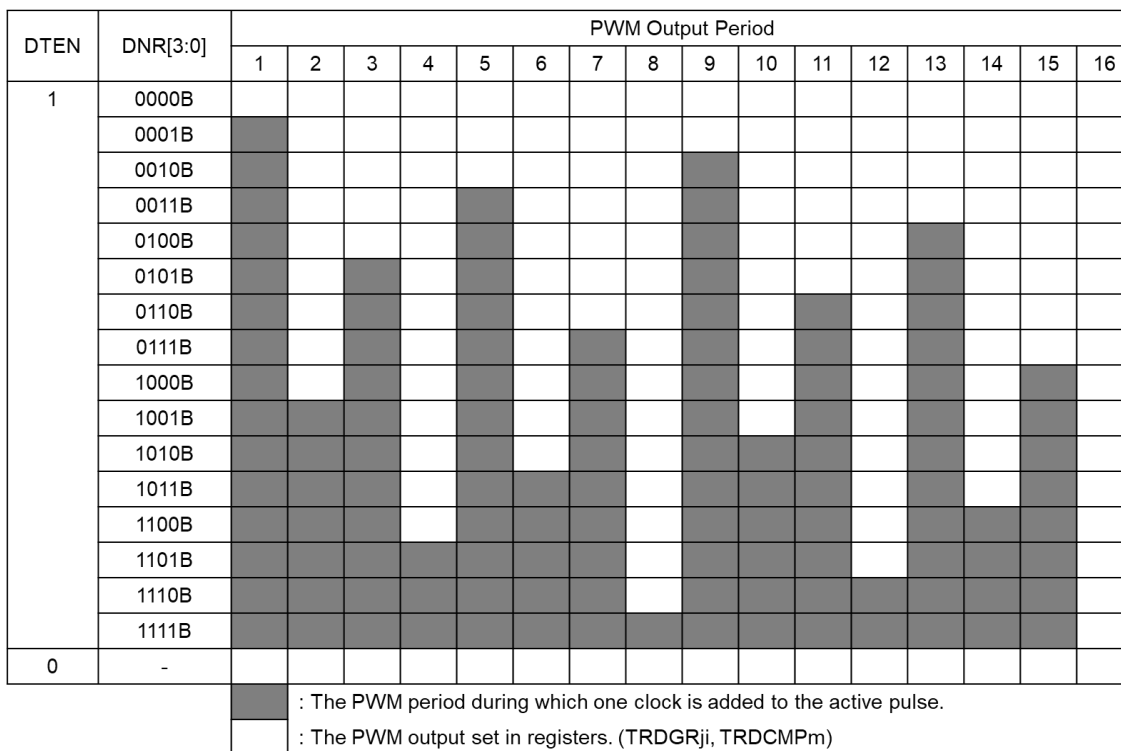 DTEN DNR[3:0] PWM Output Period
1 2 3 4 5 6 7 8 9 10 11 12 13 14 15 16
1 0000B
0001B
0010B
0011B
0100B
0101B
0110B
0111B
1000B
1001B
1010B
1011B
1100B
1101B
1110B
1111B
0 -
: The PWM period during which one clock is added to the active pulse.
: The PWM output set in registers. (TRDGRji, TRDCMPm)